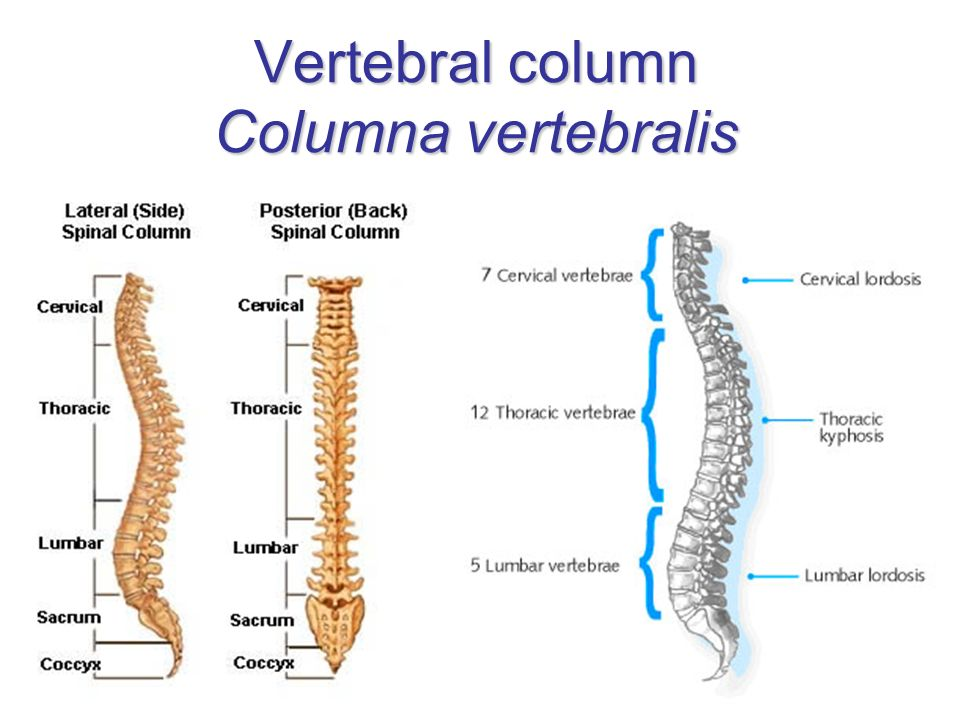 Vertebral column
Columna vertebralis
Lateral (Side)
Spinal Column
Cervical
Thoracic
Lumbar
Sacrum
Coccyx
Posterior (Back)
Spinal Column
Cervical
Thoracic
Lumbar
Sacrum
Coccyx
7 Cervical vertebrae
12 Thoracic vertebrae
5 Lumbar vertebrae
Cervical lordosis
Thoracic
kyphosis
Lumbar lordosis